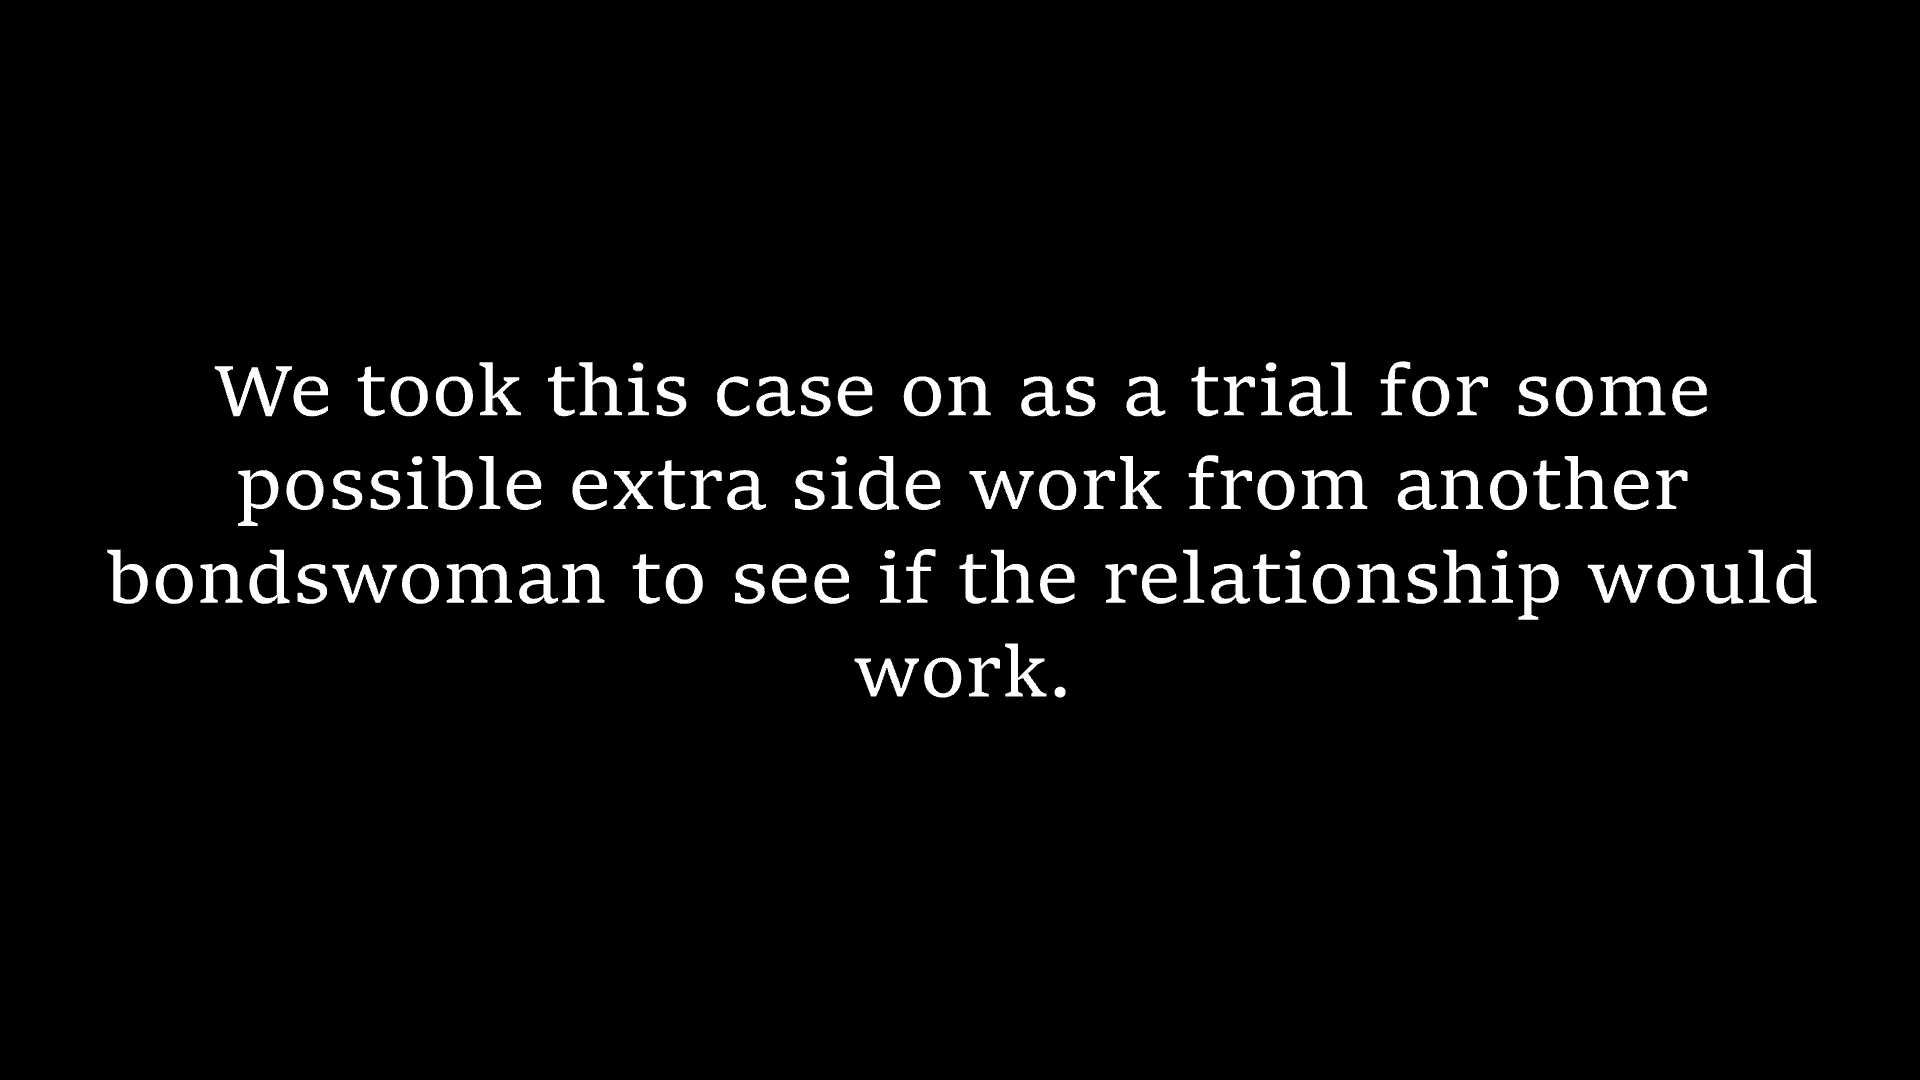 We took this case on as a trial for some
possible extra side work from another
bondswoman to see if the relationship would
work.